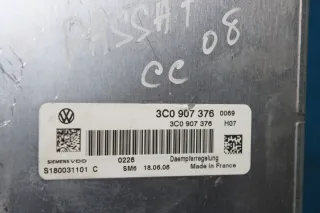 PASSAT
08
CC
3C0 907 376 0069
3C0 907 376 H07
SIEMENS VDO 0226 Daempferregelung
S180031101 C SM6 18.06.08 Made in France